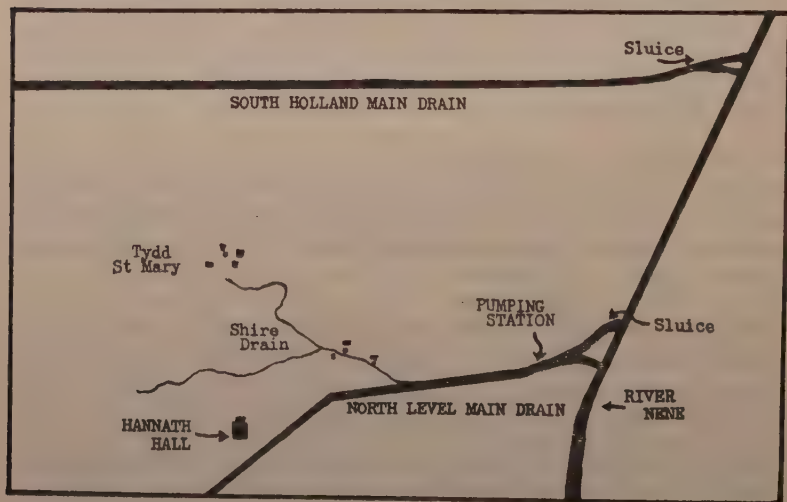 Sluice
SOUTH HOLLAND MAIN DRAIN
Tydd
St Mary
PUMPING
STATION
Sluice
Shire
Drain
NORTH LEVEL MAIN DRAIN
RIVER
NENE
HANNATH
HALL